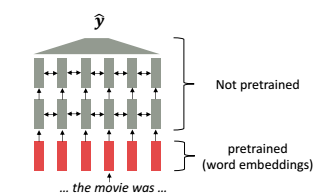 ŷ
Not pretrained
pretrained
(word embeddings)
... the movie was ...